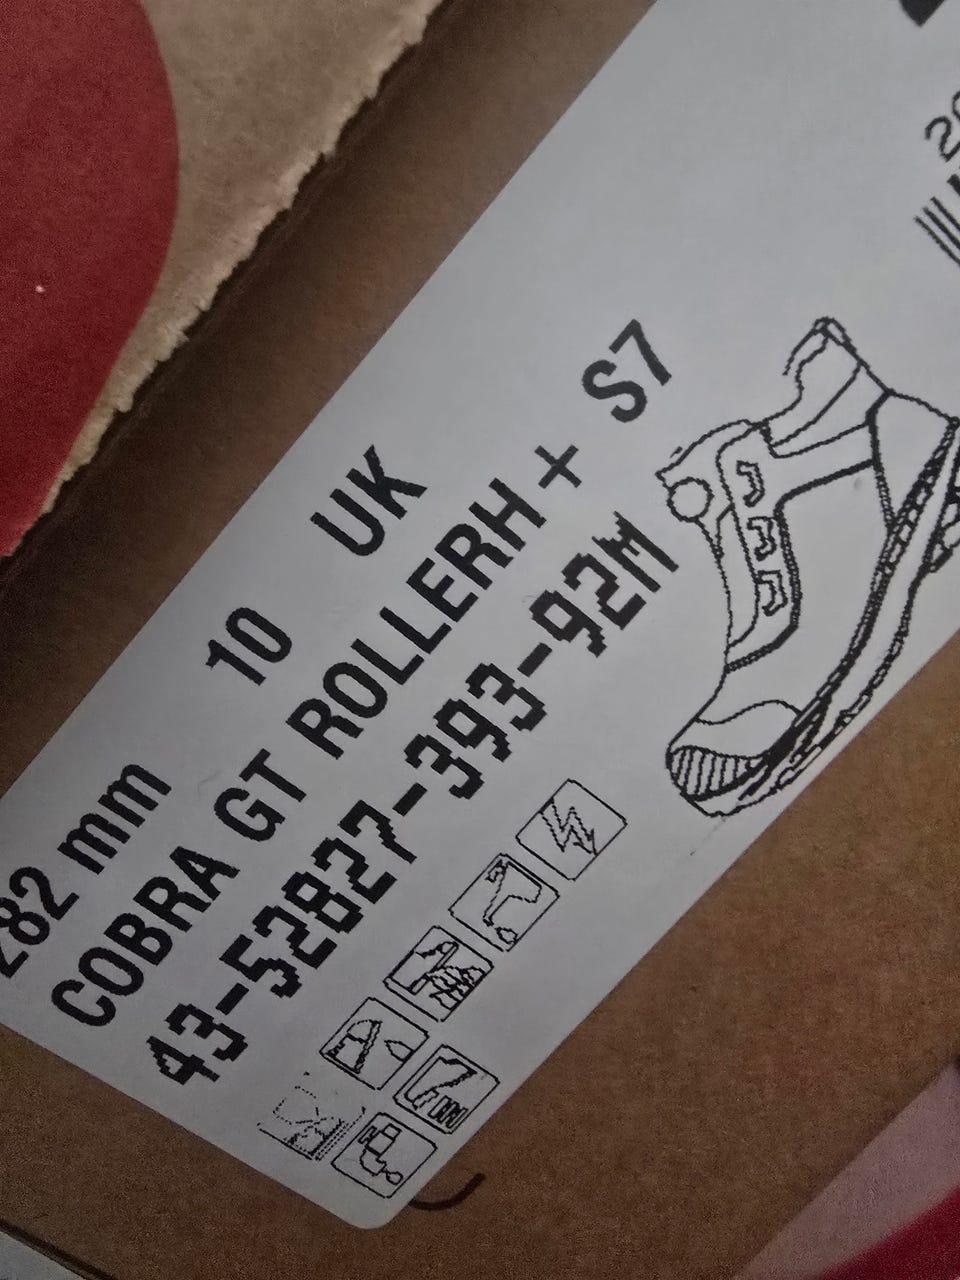 282 mm 10 UK
COBRA GT ROLLERH + S7
43-52827-393-92M